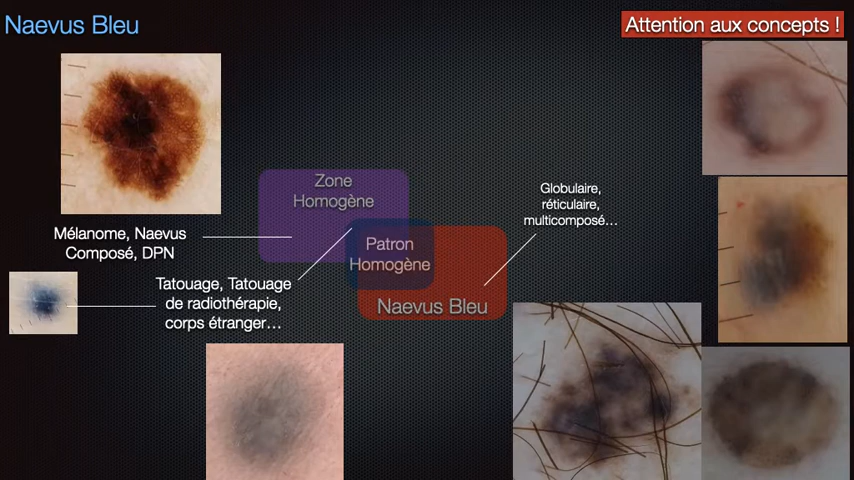 Naevus Bleu
Attention aux concepts !
Zone
Homogène
Globulaire,
réticulaire,
multicomposé…
Mélanome, Naevus
Composé, DPN
Patron
Homogène
Tatouage, Tatouage
de radiothérapie,
corps étranger…
Naevus Bleu